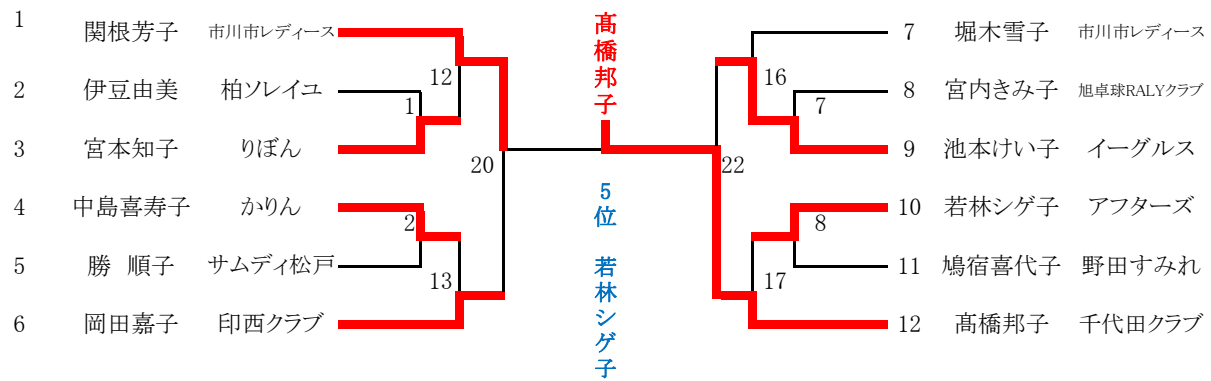 1 関根芳子 市川市レディース
2 伊豆由美 柏ソレイユ
3 宮本知子 りぼん
4 中島喜寿子 かりん
5 勝 順子 サムディ松戸
6 岡田嘉子 印西クラブ
1
2
12
13
20
髙橋邦子
5位 若林シゲ子
22
16
7
8
17
7 堀木雪子 市川市レディース
8 宮内きみ子 旭卓球RALYクラブ
9 池本けい子 イーグルス
10 若林シゲ子 アフターズ
11 鳩宿喜代子 野田すみれ
12 髙橋邦子 千代田クラブ